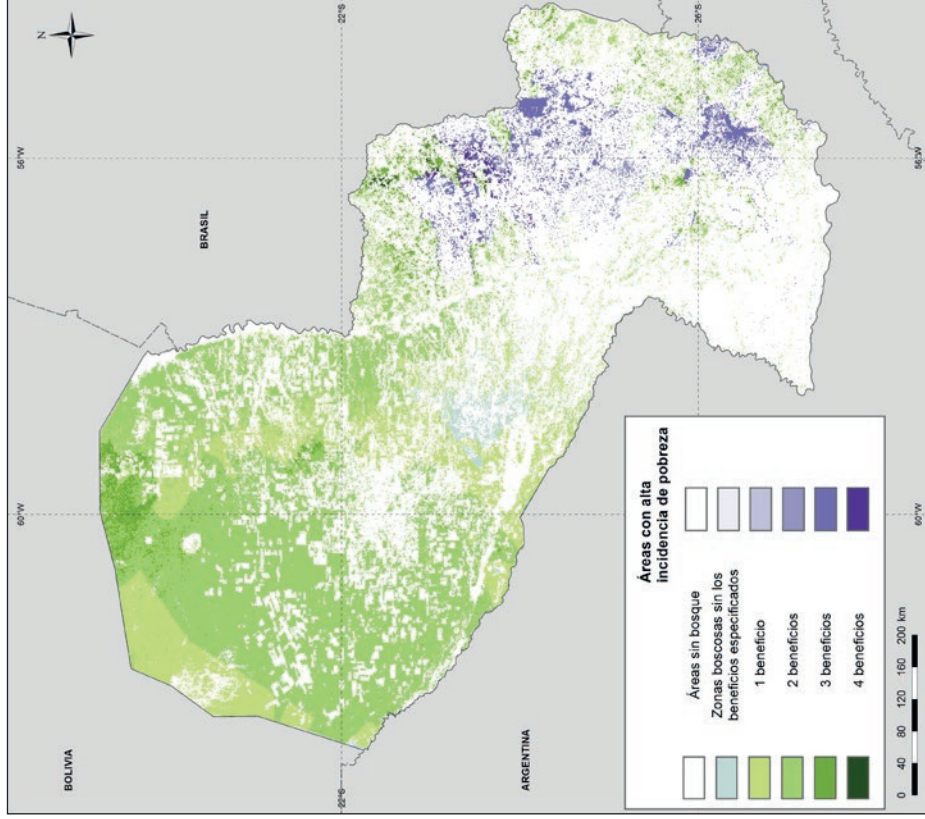 N
BOLIVIA
BRASIL
ARGENTINA
60°W
56°W
22°S
26°S
22°S
60°W
56°W
Áreas con alta
incidencia de pobreza
Áreas sin bosque
Zonas boscosas sin los
beneficios especificados
1 beneficio
2 beneficios
3 beneficios
4 beneficios
0 40 80 120 160 200 km